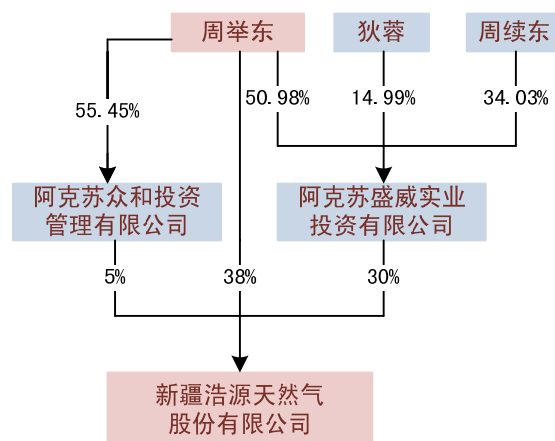 周举东
狄蓉
周续东
55.45%
50.98%
14.99%
34.03%
阿克苏众和投资
管理有限公司
阿克苏盛威实业
投资有限公司
5%
38%
30%
新疆浩源天然气
股份有限公司